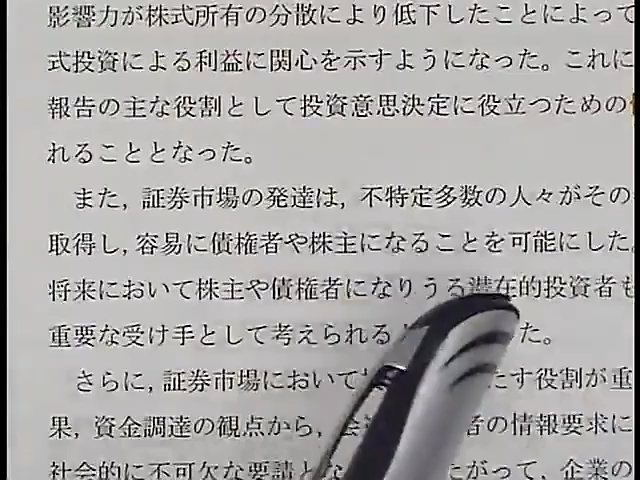 影響力が株式所有の分散により低下したことによって
式投資による利益に関心を示すようになった。これに
報告の主な役割として投資意思決定に役立つための
れることとなった。
また，証券市場の発達は，不特定多数の人々がその
取得し，容易に債権者や株主になることを可能にした。
将来において株主や債権者になりうる潜在的投資者も
重要な受け手として考えられる た。
さらに，証券市場において たす役割が重
果，資金調達の観点から，会 者の情報要求に
社会的に不可欠な要請とな たがって，企業の